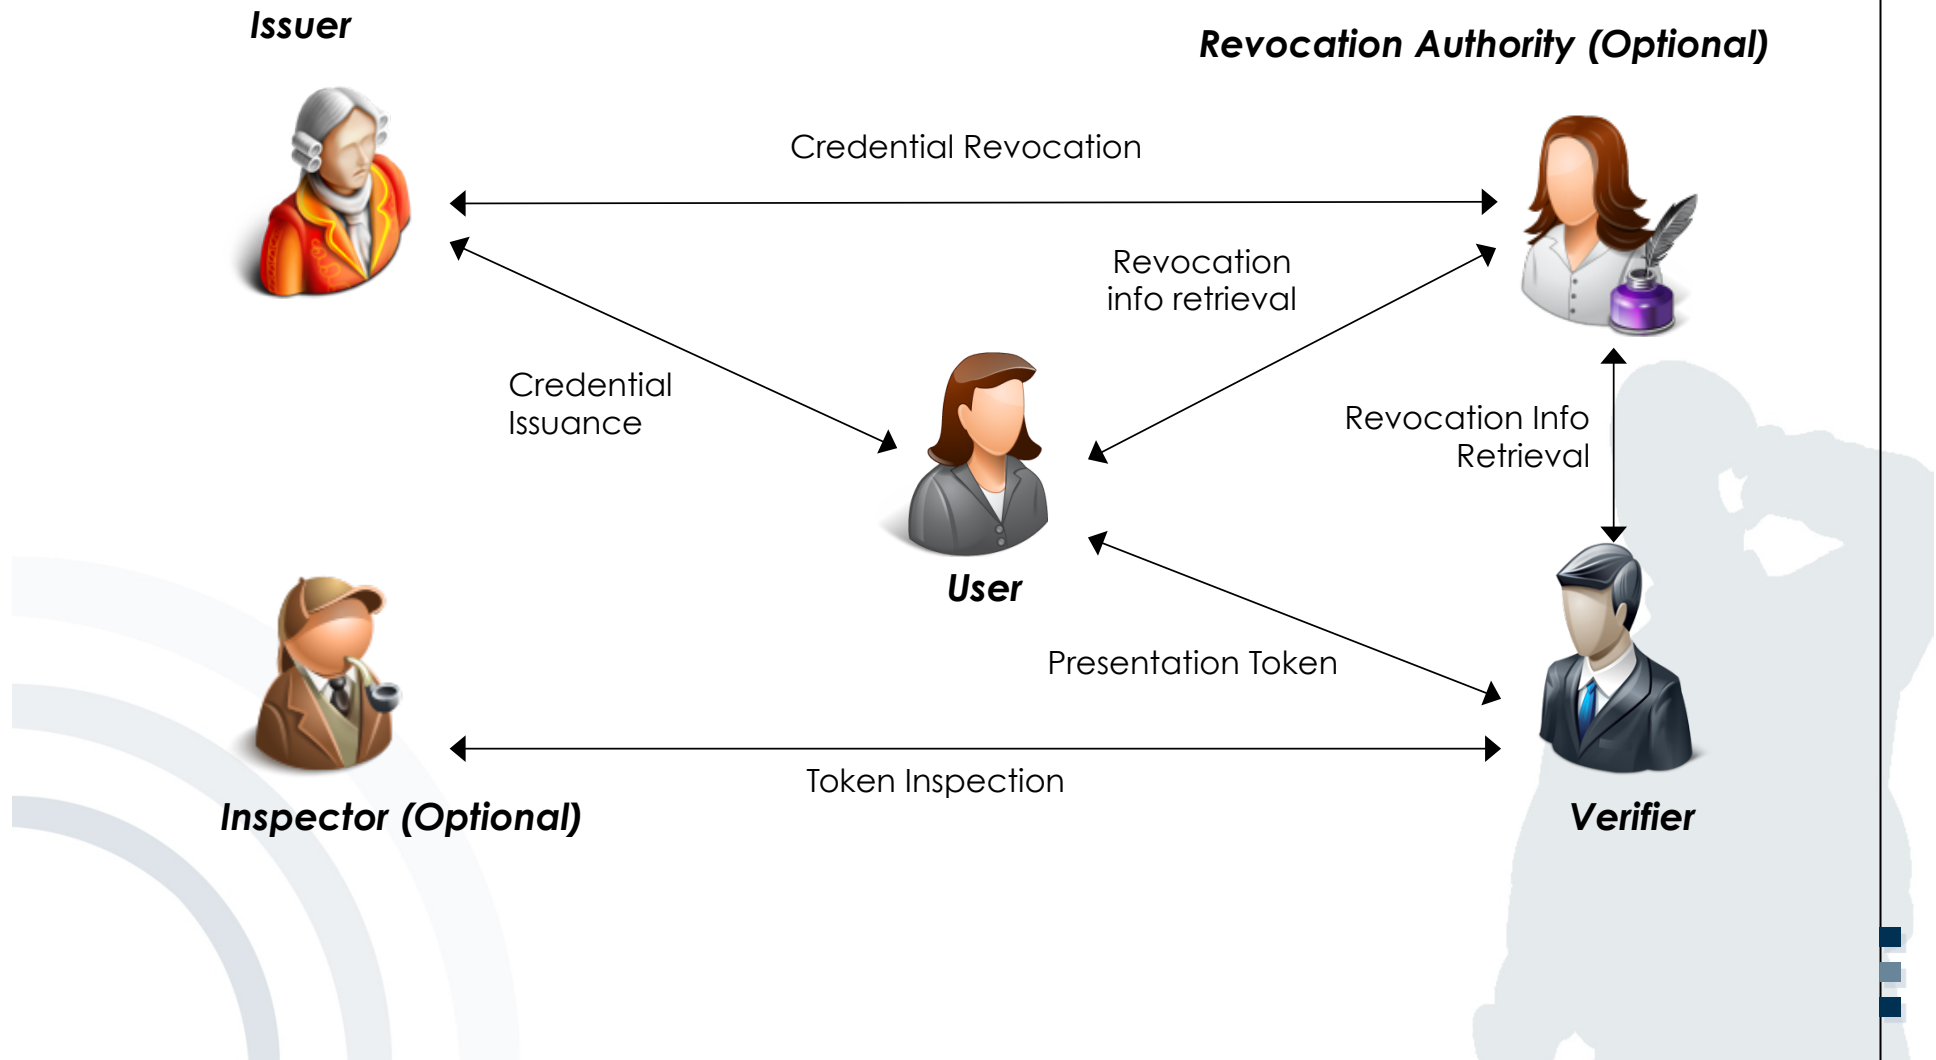 Issuer
Revocation Authority (Optional)
Credential Revocation
Revocation
info retrieval
Credential
Issuance
Revocation Info
Retrieval
User
Presentation Token
Token Inspection
Inspector (Optional)
Verifier